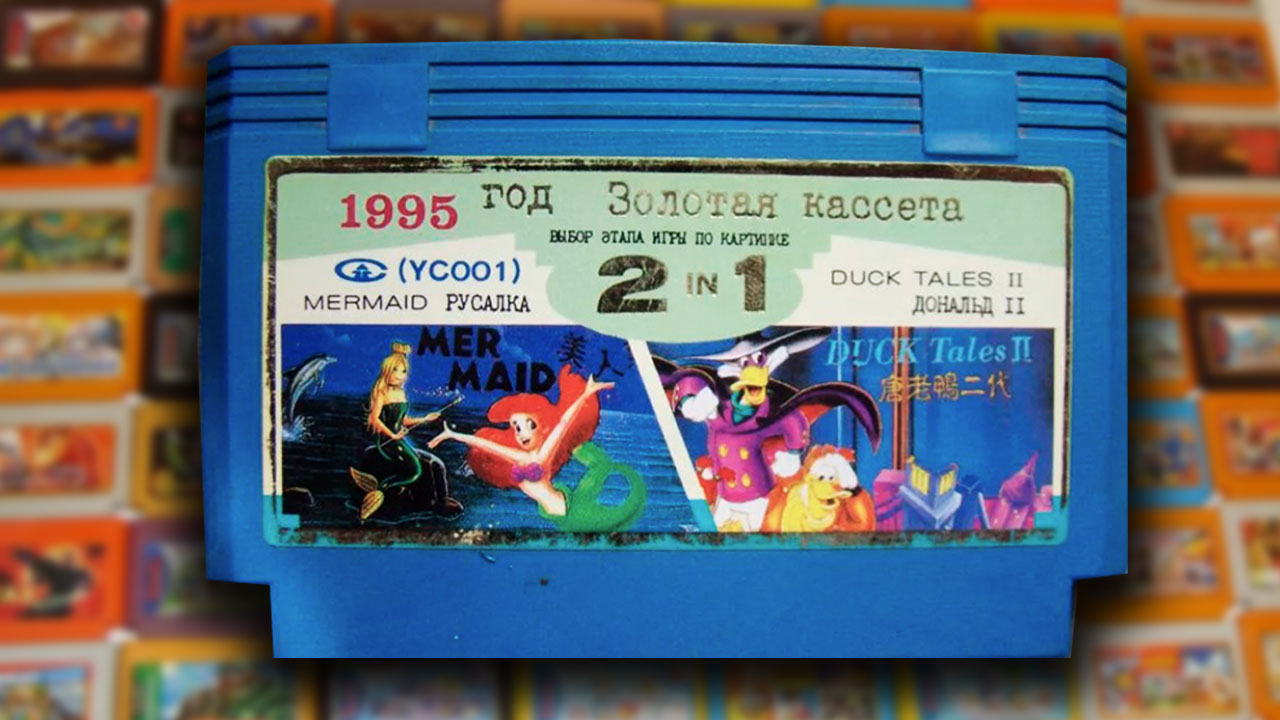 1995 год Золотая кассета
ВЫБОР ЭТАПА ИГРЫ ПО КАРТИНКЕ
(YC001)
2 IN 1
MERMAID РУСАЛКА
DUCK TALES II
ДОНАЛЬД II
MER
MAID
美人
DUCK Tales II
唐老鴨二代